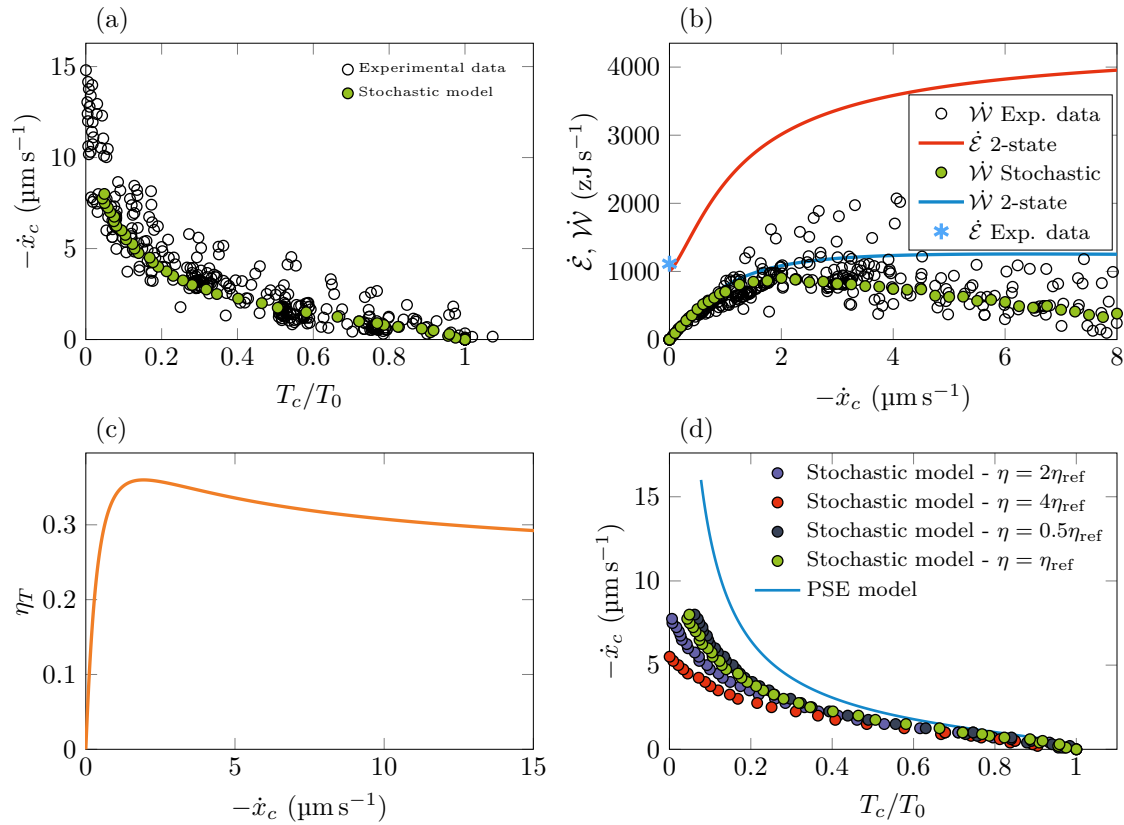 (a)
15
10
5
0
0
0.2
0.4
0.6
0.8
1
−ẋ_c (µm s⁻¹)
T_c/T_0
Experimental data
Stochastic model
(b)
4000
3000
2000
1000
0
0
2
4
6
8
Ė, Ẇ (zJ s⁻¹)
−ẋ_c (µm s⁻¹)
Ẇ Exp. data
Ė 2-state
Ẇ Stochastic
Ẇ 2-state
Ė Exp. data
(c)
0.3
0.2
0.1
0
0
5
10
15
η_T
−ẋ_c (µm s⁻¹)
(d)
15
10
5
0
0
0.2
0.4
0.6
0.8
1
−ẋ_c (µm s⁻¹)
T_c/T_0
Stochastic model - η = 2η_ref
Stochastic model - η = 4η_ref
Stochastic model - η = 0.5η_ref
Stochastic model - η = η_ref
PSE model